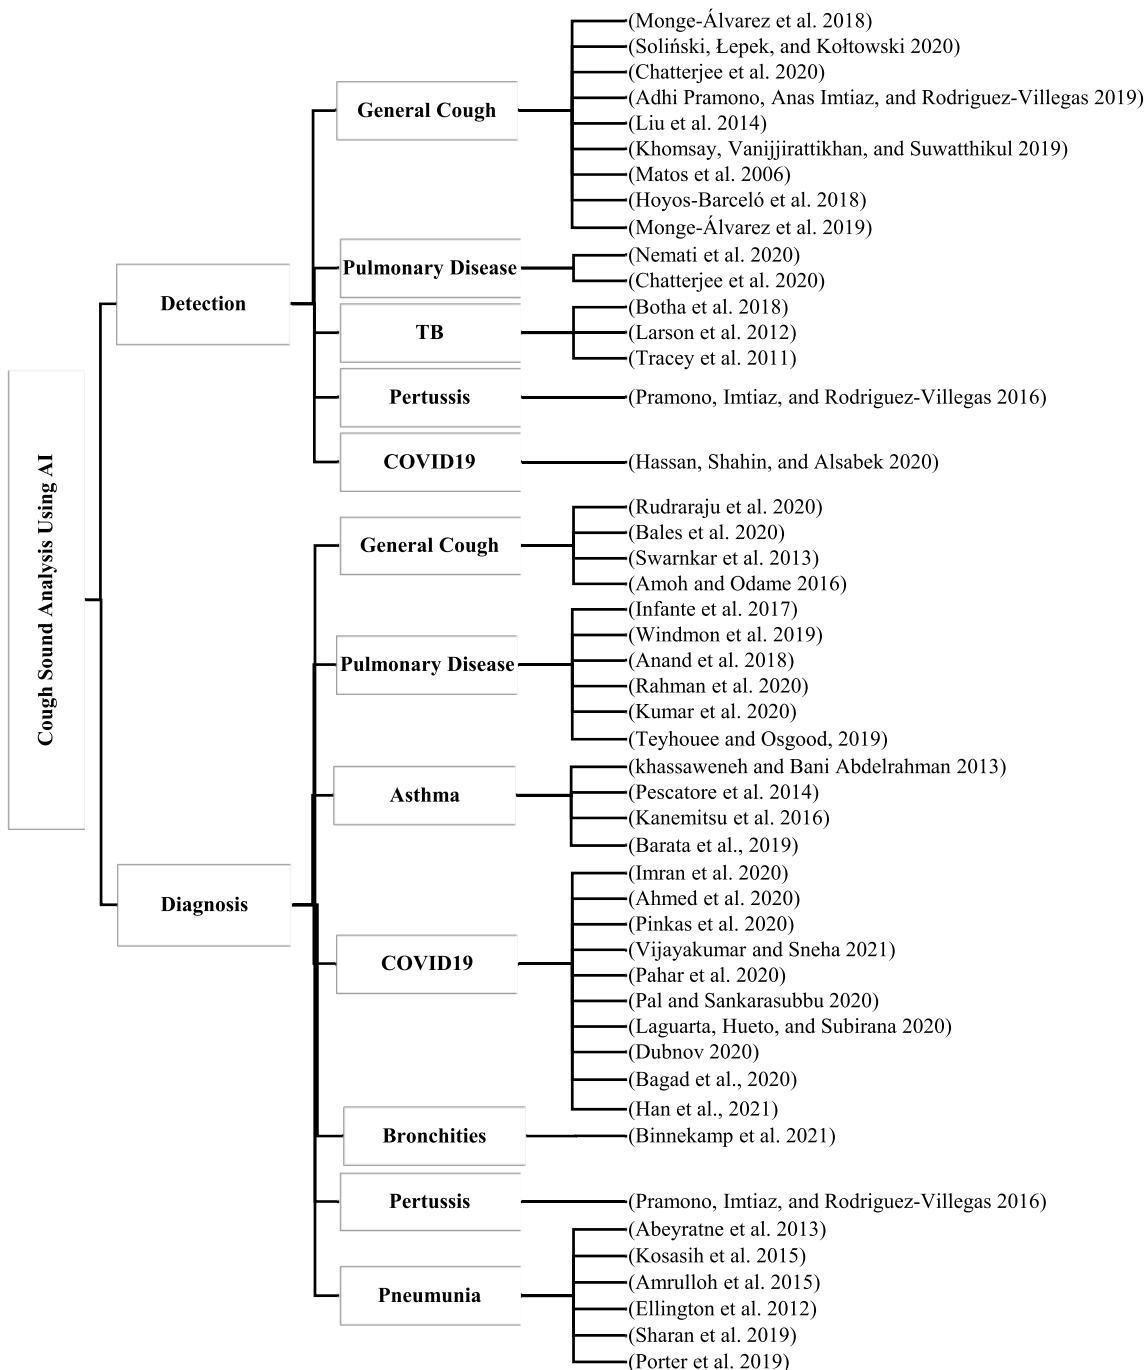 Cough Sound Analysis Using AI
Detection
General Cough
(Monge-Álvarez et al. 2018)
(Soliński, Łepek, and Kołtowski 2020)
(Chatterjee et al. 2020)
(Adhi Pramono, Anas Imtiaz, and Rodriguez-Villegas 2019)
(Liu et al. 2014)
(Khomsay, Vanijjirattikhan, and Suwatthikul 2019)
(Matos et al. 2006)
(Hoyos-Barceló et al. 2018)
(Monge-Álvarez et al. 2019)
Pulmonary Disease
(Nemati et al. 2020)
(Chatterjee et al. 2020)
TB
(Botha et al. 2018)
(Larson et al. 2012)
(Tracey et al. 2011)
Pertussis
(Pramono, Imtiaz, and Rodriguez-Villegas 2016)
COVID19
(Hassan, Shahin, and Alsabek 2020)
Diagnosis
General Cough
(Rudraraju et al. 2020)
(Bales et al. 2020)
(Swarnkar et al. 2013)
(Amoh and Odame 2016)
Pulmonary Disease
(Infante et al. 2017)
(Windmon et al. 2019)
(Anand et al. 2018)
(Rahman et al. 2020)
(Kumar et al. 2020)
(Teyhouee and Osgood, 2019)
Asthma
(khassaweneh and Bani Abdelrahman 2013)
(Pescatore et al. 2014)
(Kanemitsu et al. 2016)
(Barata et al., 2019)
COVID19
(Imran et al. 2020)
(Ahmed et al. 2020)
(Pinkas et al. 2020)
(Vijayakumar and Sneha 2021)
(Pahar et al. 2020)
(Pal and Sankarasubbu 2020)
(Laguarta, Hueto, and Subirana 2020)
(Dubnov 2020)
(Bagad et al., 2020)
(Han et al., 2021)
Bronchities
(Binnekamp et al. 2021)
Pertussis
(Pramono, Imtiaz, and Rodriguez-Villegas 2016)
Pneumunia
(Abeyratne et al. 2013)
(Kosasih et al. 2015)
(Amrulloh et al. 2015)
(Ellington et al. 2012)
(Sharan et al. 2019)
(Porter et al. 2019)